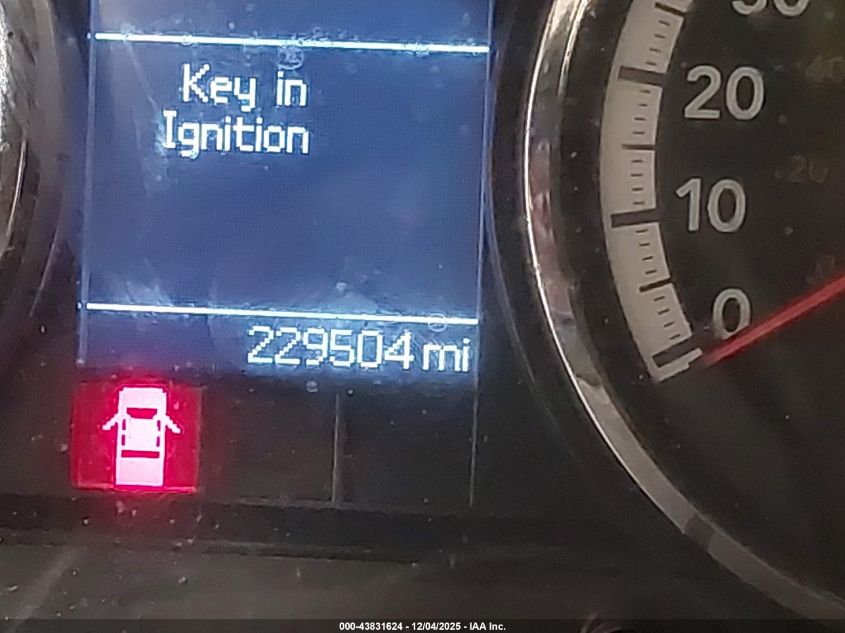 Key in
Ignition
20
10
0
229504 mi
000-43831624 - 12/04/2025 - IAA Inc.